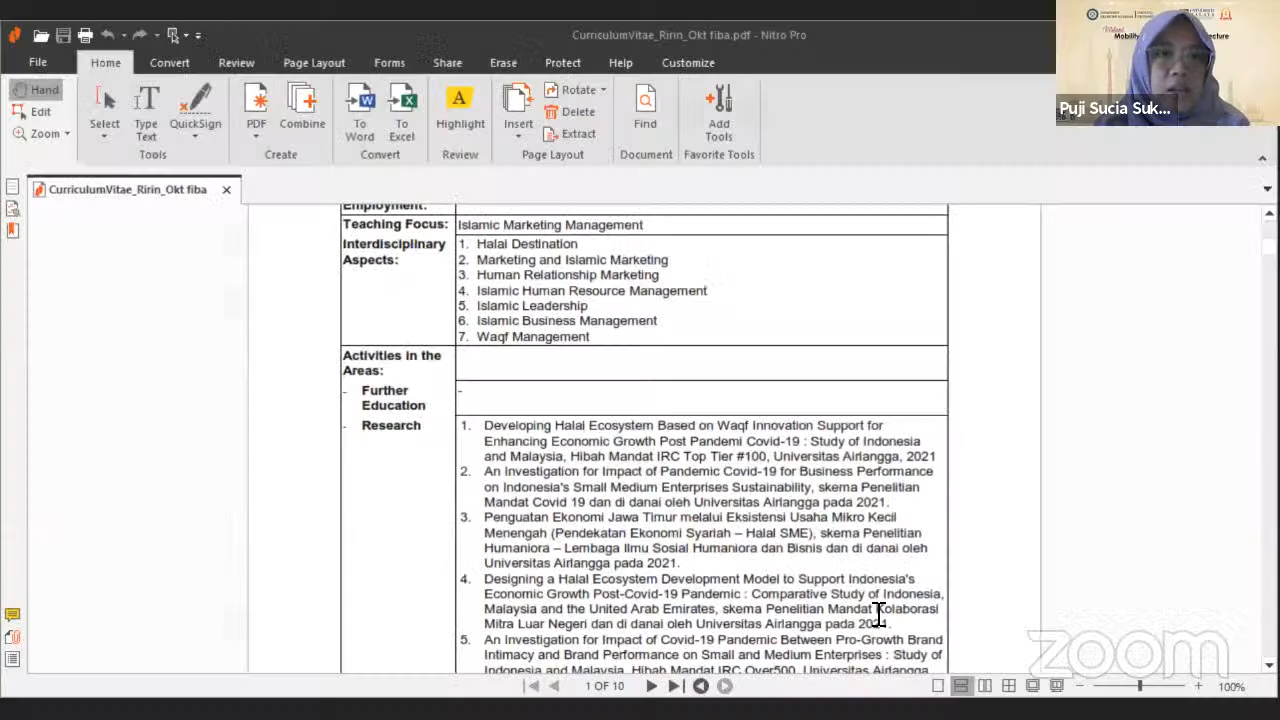 CurriculumVitae_Ririn_Okt fiba.pdf - Nitro Pro
File Home Convert Review Page Layout Forms Share Erase Protect Help Customize
Hand
Edit
Zoom
Select
Type Text
QuickSign
Tools
PDF
Combine
Create
To Word
To Excel
Convert
Highlight
Review
Insert
Rotate
Delete
Extract
Page Layout
Find
Document
Add Tools
Favorite Tools
Mobility
Puji Sucia Suk...
CurriculumVitae_Ririn_Okt fiba
Employment:
Teaching Focus: Islamic Marketing Management
Interdisciplinary Aspects:
1. Halal Destination
2. Marketing and Islamic Marketing
3. Human Relationship Marketing
4. Islamic Human Resource Management
5. Islamic Leadership
6. Islamic Business Management
7. Waqf Management
Activities in the Areas:
- Further Education
-
- Research
1. Developing Halal Ecosystem Based on Waqf Innovation Support for
Enhancing Economic Growth Post Pandemi Covid-19 : Study of Indonesia
and Malaysia, Hibah Mandat IRC Top Tier #100, Universitas Airlangga, 2021
2. An Investigation for Impact of Pandemic Covid-19 for Business Performance
on Indonesia's Small Medium Enterprises Sustainability, skema Penelitian
Mandat Covid 19 dan di danai oleh Universitas Airlangga pada 2021.
3. Penguatan Ekonomi Jawa Timur melalui Eksistensi Usaha Mikro Kecil
Menengah (Pendekatan Ekonomi Syariah – Halal SME), skema Penelitian
Humaniora – Lembaga Ilmu Sosial Humaniora dan Bisnis dan di danai oleh
Universitas Airlangga pada 2021.
4. Designing a Halal Ecosystem Development Model to Support Indonesia's
Economic Growth Post-Covid-19 Pandemic : Comparative Study of Indonesia,
Malaysia and the United Arab Emirates, skema Penelitian Mandat Kolaborasi
Mitra Luar Negeri dan di danai oleh Universitas Airlangga pada
5. An Investigation for Impact of Covid-19 Pandemic Between Pro-Growth Brand
Intimacy and Brand Performance on Small and Medium Enterprises : Study of
Indonesia and Malaysia, Hibah Mandat IRC Over500, Universitas Airlangga,
zoom
1 OF 10
100%